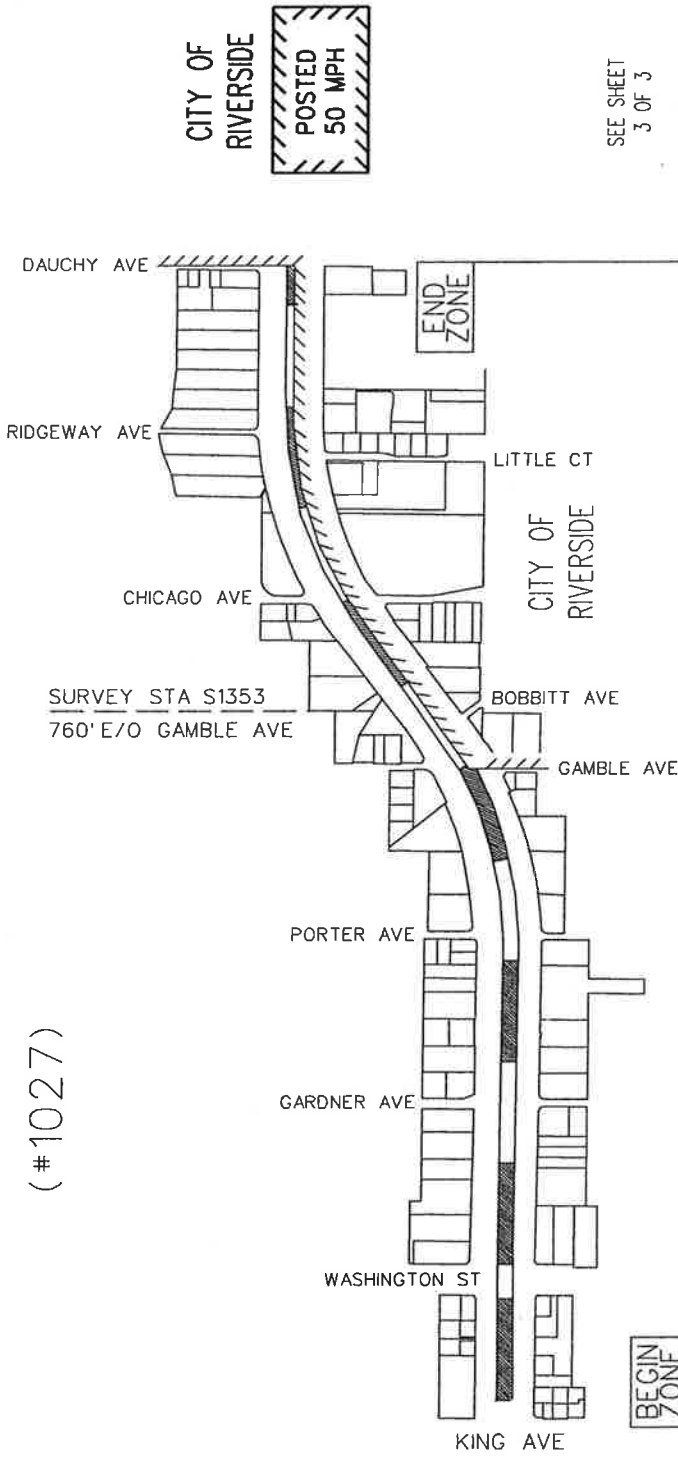 CITY OF
RIVERSIDE
POSTED
50 MPH
SEE SHEET
3 OF 3
DAUCHY AVE
END
ZONE
RIDGEWAY AVE
LITTLE CT
CITY OF
RIVERSIDE
CHICAGO AVE
SURVEY STA S1353
760' E/O GAMBLE AVE
BOBBITT AVE
GAMBLE AVE
PORTER AVE
(#1027)
GARDNER AVE
WASHINGTON ST
BEGIN
ZONE
KING AVE